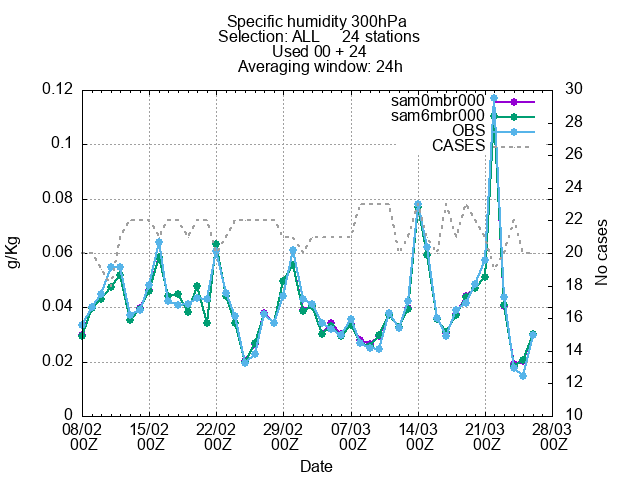 Specific humidity 300hPa
Selection: ALL 24 stations
Used 00 + 24
Averaging window: 24h
sam0mbr000
sam6mbr000
OBS
CASES
g/Kg
No cases
0.12
0.1
0.08
0.06
0.04
0.02
0
30
28
26
24
22
20
18
16
14
12
10
08/02 15/02 22/02 29/02 07/03 14/03 21/03 28/03
00Z 00Z 00Z 00Z 00Z 00Z 00Z 00Z
Date